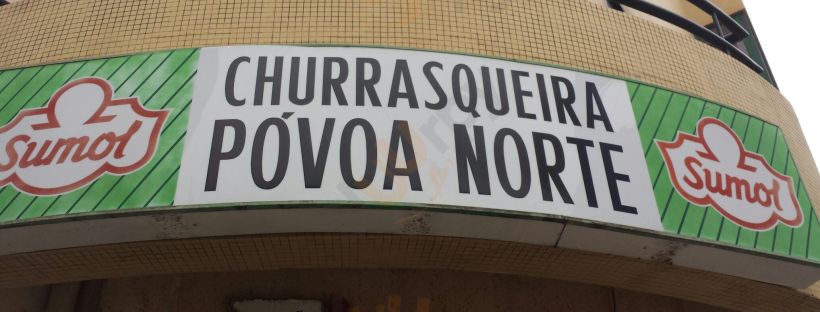 CHURRASQUEIRA
PÓVOA NORTE
Sumol
Sumol